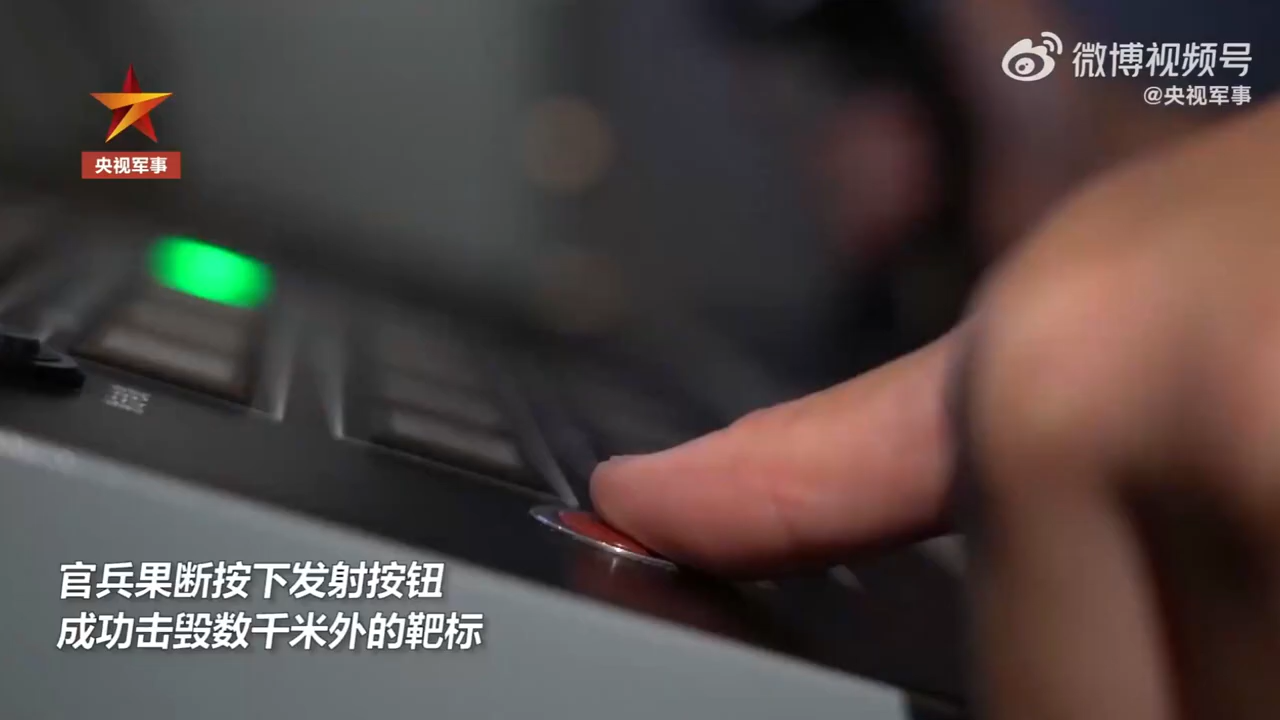 微博视频号
@央视军事
央视军事
官兵果断按下发射按钮
成功击毁数千米外的靶标